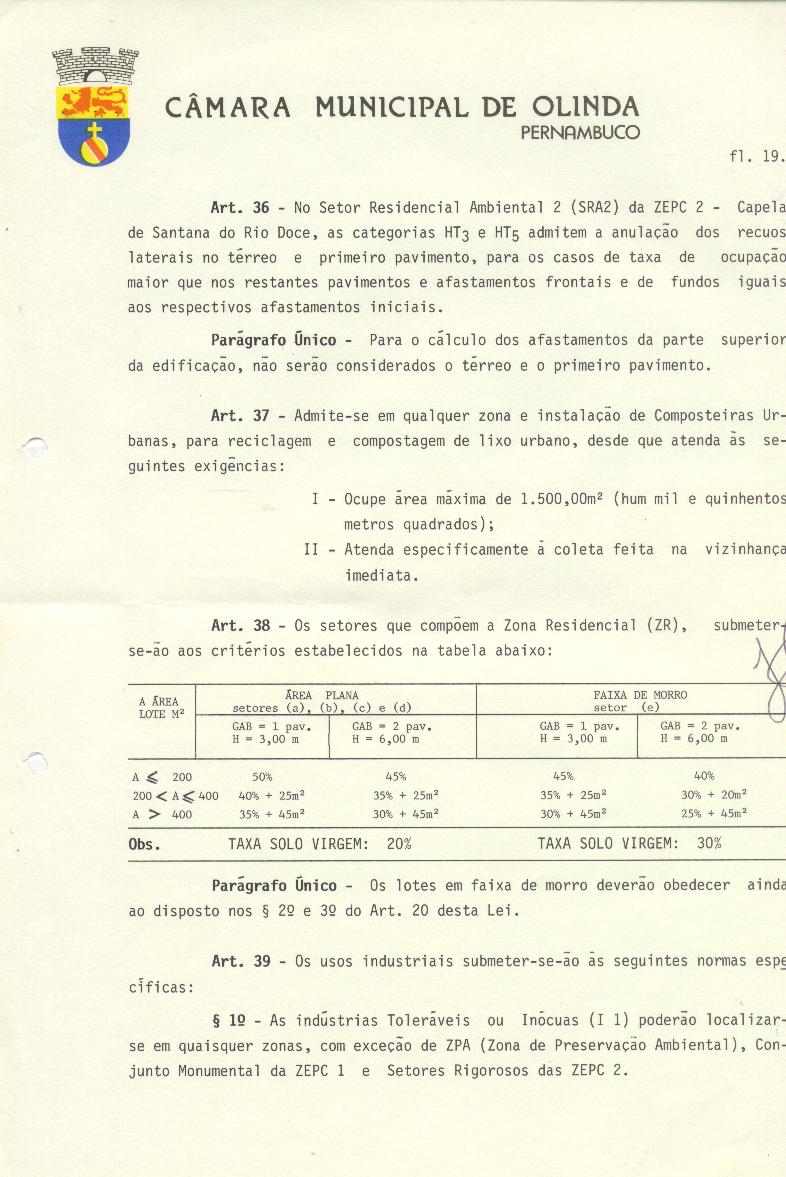 CÂMARA MUNICIPAL DE OLINDA
PERNAMBUCO
fl. 19.
Art. 36 - No Setor Residencial Ambiental 2 (SRA2) da ZEPC 2 - Capela
de Santana do Rio Doce, as categorias HT3 e HT5 admitem a anulação dos recuos
laterais no térreo e primeiro pavimento, para os casos de taxa de ocupação
maior que nos restantes pavimentos e afastamentos frontais e de fundos iguais
aos respectivos afastamentos iniciais.
Parágrafo Único - Para o cálculo dos afastamentos da parte superior
da edificação, não serão considerados o térreo e o primeiro pavimento.
Art. 37 - Admite-se em qualquer zona e instalação de Composteiras Ur-
banas, para reciclagem e compostagem de lixo urbano, desde que atenda às se-
guintes exigências:
I - Ocupe área máxima de 1.500,00m² (hum mil e quinhentos
metros quadrados);
II - Atenda especificamente à coleta feita na vizinhança
imediata.
Art. 38 - Os setores que compõem a Zona Residencial (ZR), submeter-
se-ão aos critérios estabelecidos na tabela abaixo:
A ÁREA LOTE M² ÁREA PLANA setores (a), (b), (c) e (d) FAIXA DE MORRO setor (e)
GAB = 1 pav. GAB = 2 pav. GAB = 1 pav. GAB = 2 pav.
H = 3,00 m H = 6,00 m H = 3,00 m H = 6,00 m
A ⩽ 200 50% 45% 45% 40%
200 < A ⩽ 400 40% + 25m² 35% + 25m² 35% + 25m² 30% + 20m²
A > 400 35% + 45m² 30% + 45m² 30% + 45m² 25% + 45m²
Obs. TAXA SOLO VIRGEM: 20% TAXA SOLO VIRGEM: 30%
Parágrafo Único - Os lotes em faixa de morro deverão obedecer ainda
ao disposto nos § 2º e 3º do Art. 20 desta Lei.
Art. 39 - Os usos industriais submeter-se-ão às seguintes normas espe
cíficas:
§ 1º - As indústrias Toleráveis ou Inócuas (I 1) poderão localizar-
se em quaisquer zonas, com exceção de ZPA (Zona de Preservação Ambiental), Con-
junto Monumental da ZEPC 1 e Setores Rigorosos das ZEPC 2.